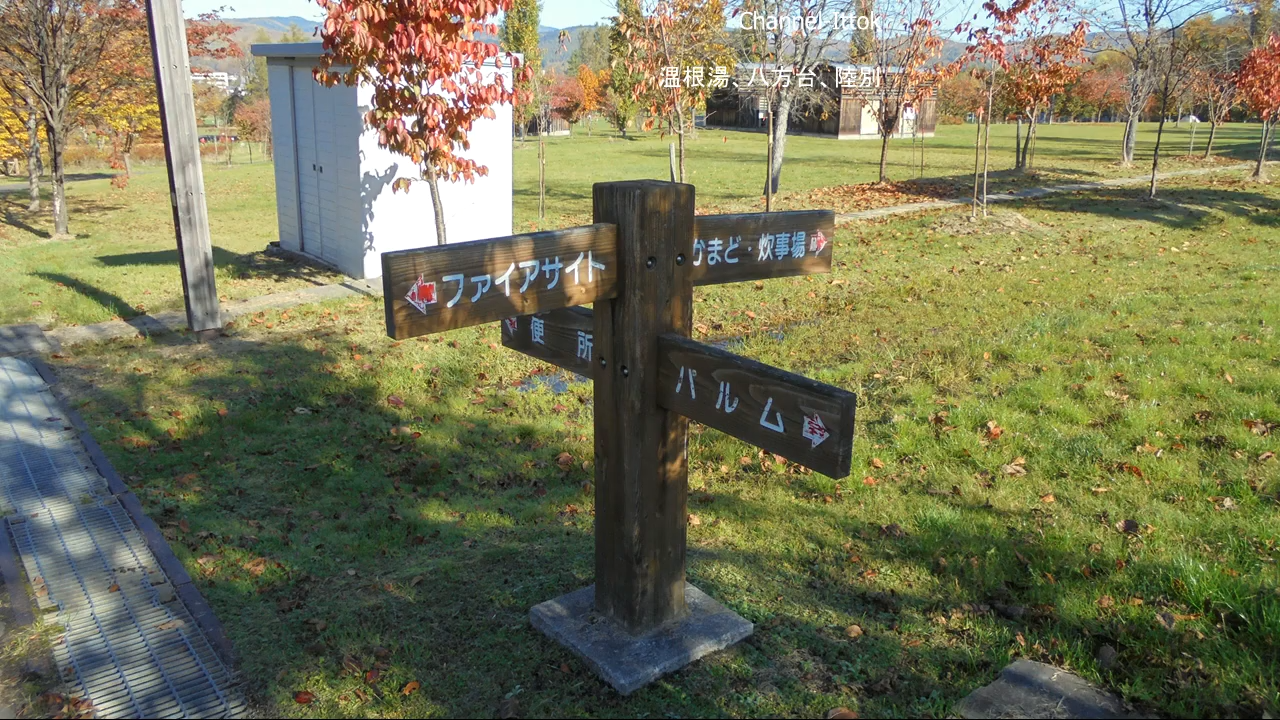 Channel Ittok
温根湯、八方台、陸別
ファイアサイト
かまど・炊事場
便所
パルム